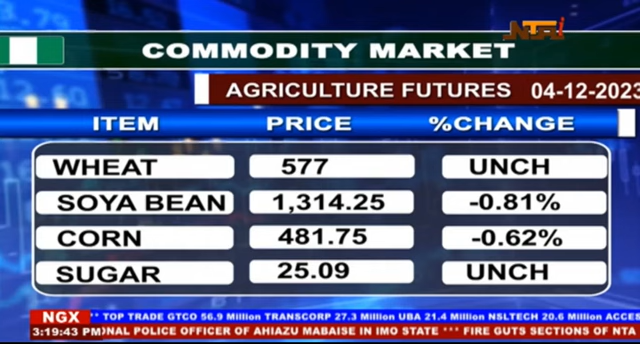 NTA!
COMMODITY MARKET
AGRICULTURE FUTURES 04-12-2023
ITEM PRICE %CHANGE
WHEAT 577 UNCH
SOYA BEAN 1,314.25 -0.81%
CORN 481.75 -0.62%
SUGAR 25.09 UNCH
NGX ** TOP TRADE GTCO 56.9 Million TRANSCORP 27.3 Million UBA 21.4 Million NSLTECH 20.6 Million ACCES
3:19:43 PM ONAL POLICE OFFICER OF AHIAZU MABAISE IN IMO STATE *** FIRE GUTS SECTIONS OF NTA